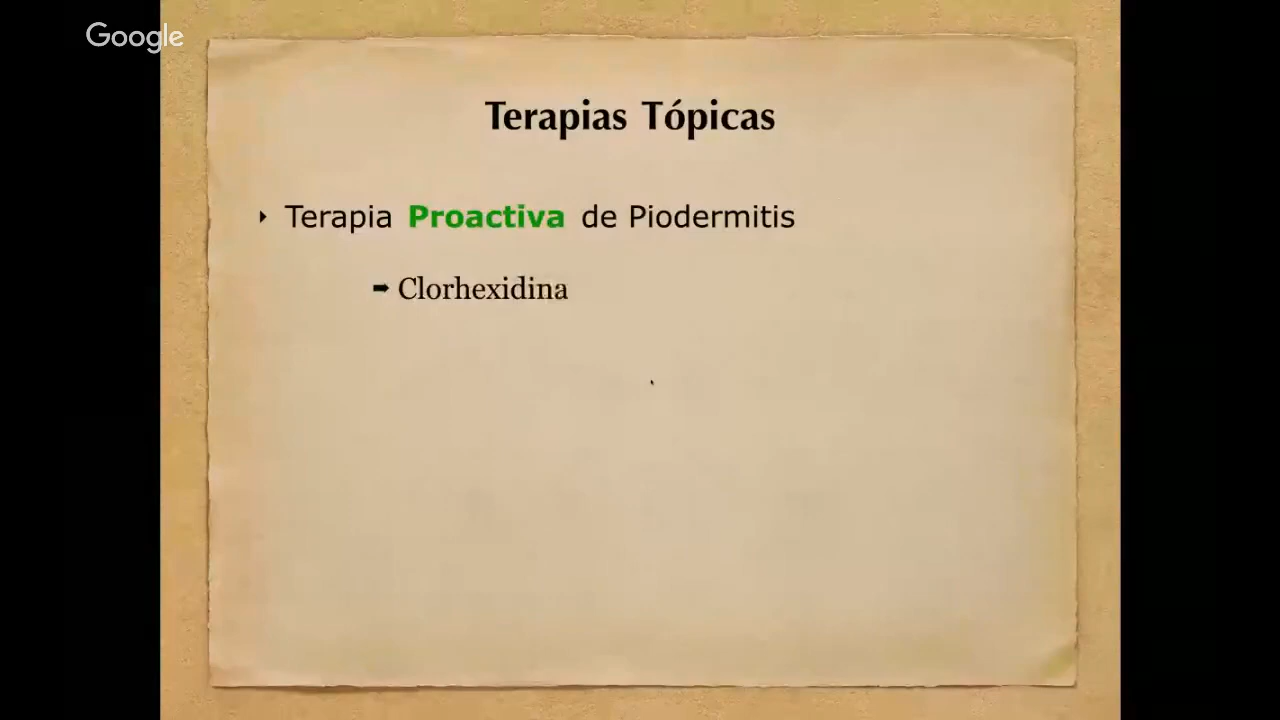 Google
Terapias Tópicas
Terapia Proactiva de Piodermitis
Clorhexidina